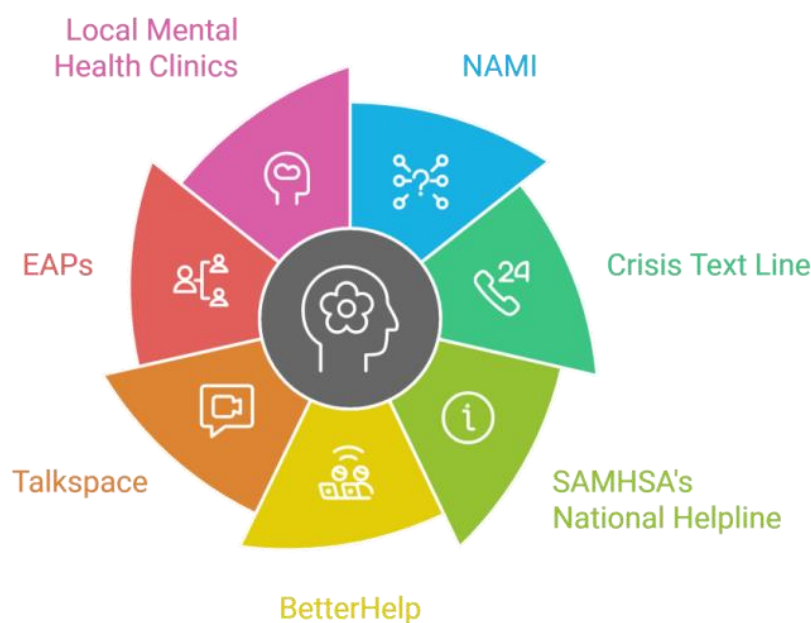 Local Mental
Health Clinics
NAMI
24
EAPs
Crisis Text Line
Talkspace
SAMHSA's
National Helpline
BetterHelp